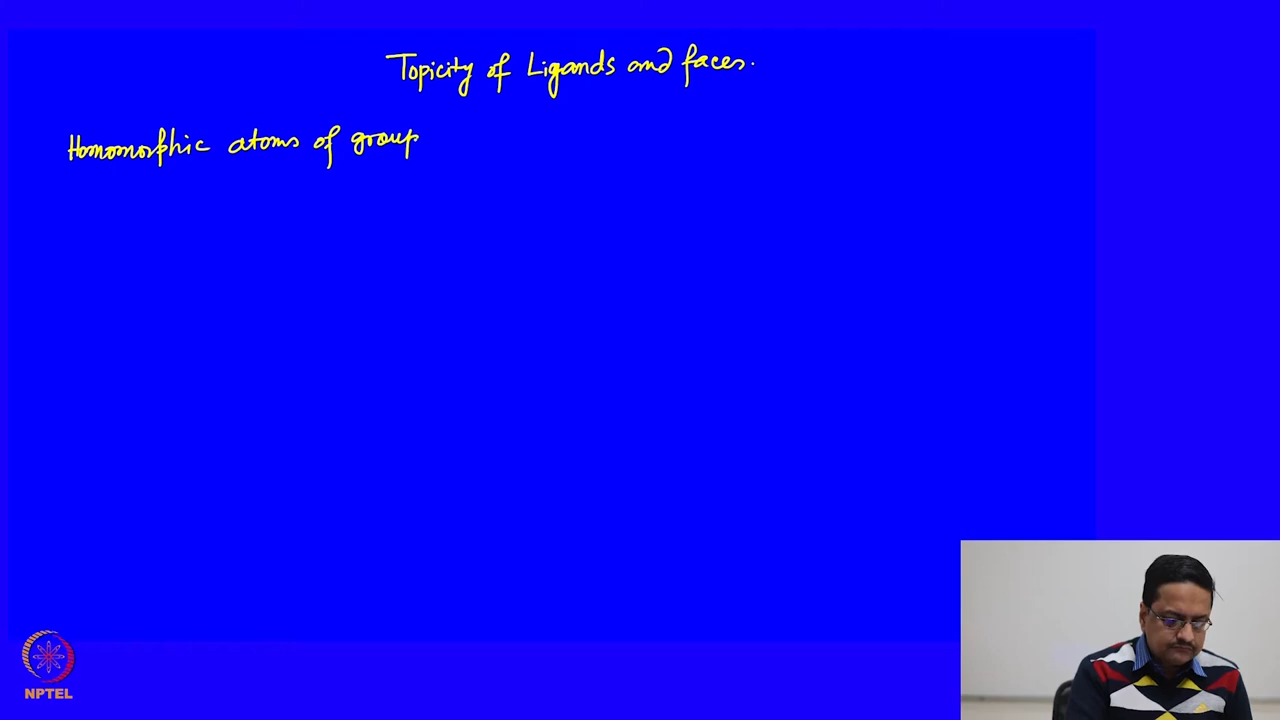 Topicity of Ligands and faces.
Homomorphic atoms of group
NPTEL